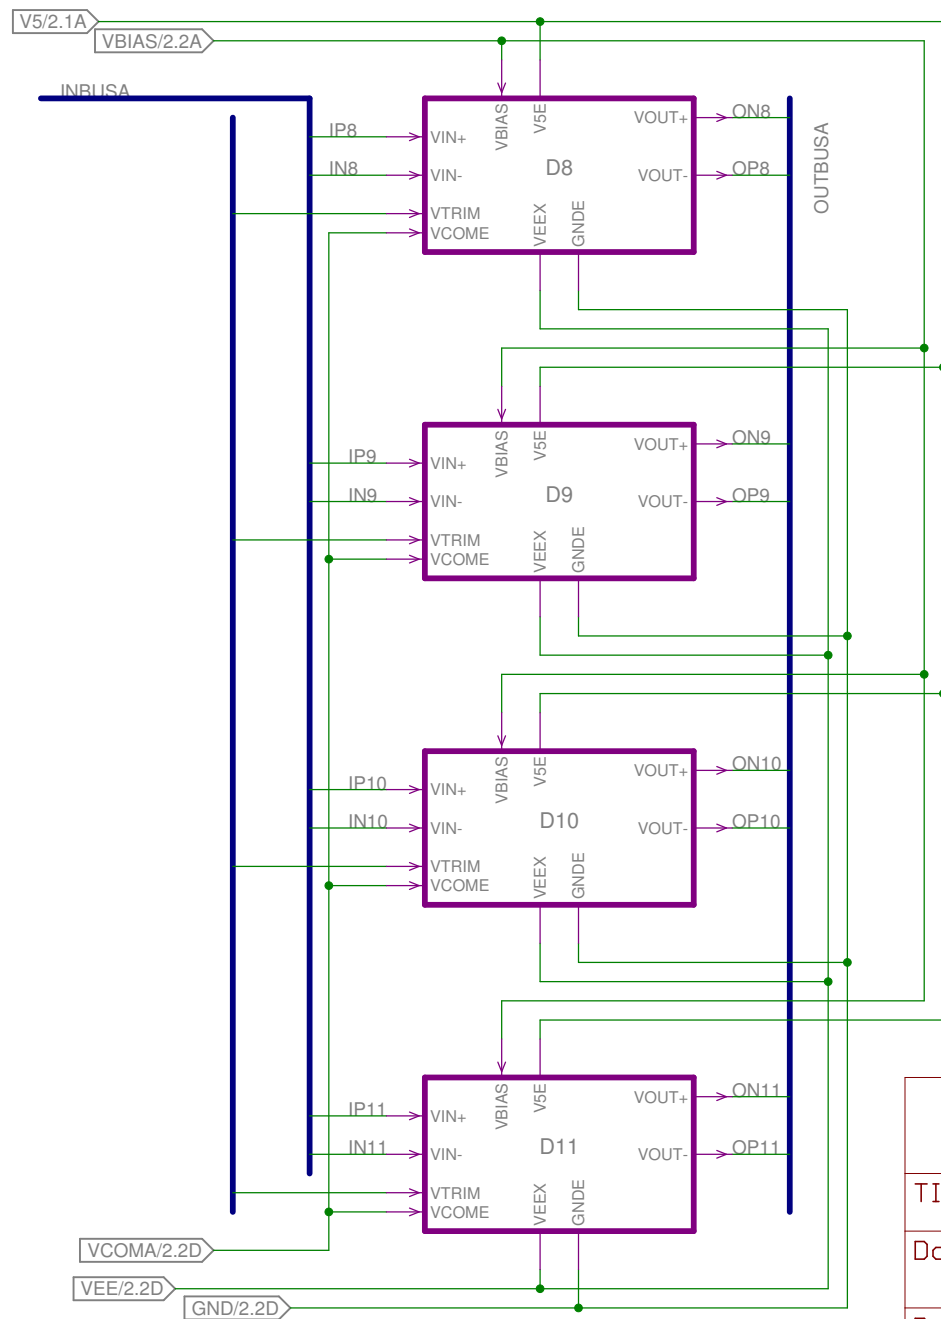 V5/2.1A
VBIAS/2.2A
INBUSA
OUTBUSA
VBIAS
V5E
IP8
VIN+
VOUT+
ON8
IN8
VIN-
D8
VOUT-
OP8
VTRIM
VCOME
VEEX
GNDE
VBIAS
V5E
IP9
VIN+
VOUT+
ON9
IN9
VIN-
D9
VOUT-
OP9
VTRIM
VCOME
VEEX
GNDE
VBIAS
V5E
IP10
VIN+
VOUT+
ON10
IN10
VIN-
D10
VOUT-
OP10
VTRIM
VCOME
VEEX
GNDE
VBIAS
V5E
IP11
VIN+
VOUT+
ON11
IN11
VIN-
D11
VOUT-
OP11
VTRIM
VCOME
VEEX
GNDE
VCOMA/2.2D
VEE/2.2D
GND/2.2D
TI